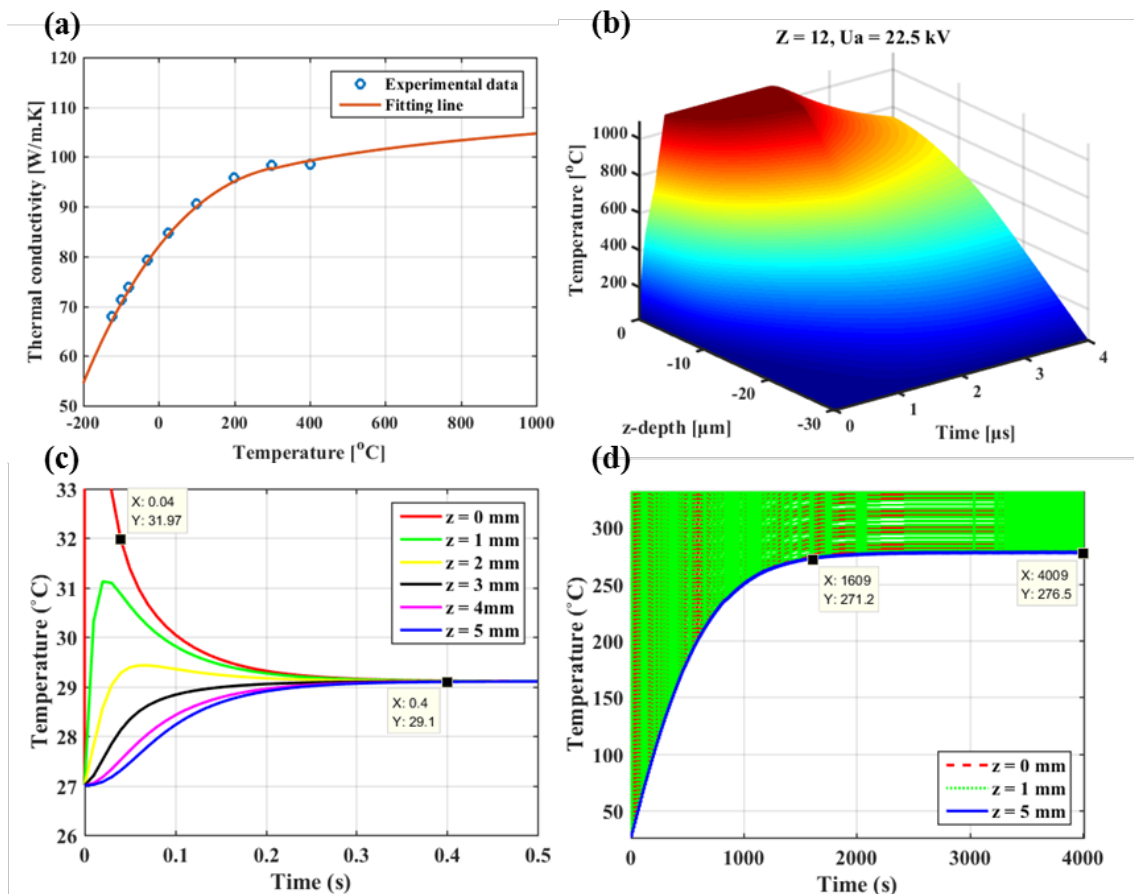 (a)
120
110
100
90
80
70
60
50
-200
0
200
400
600
800
1000
Thermal conductivity [W/m.K]
Temperature [°C]
Experimental data
Fitting line
(b)
Z = 12, Ua = 22.5 kV
1000
800
600
400
200
0
Temperature [°C]
0
-10
-20
-30
z-depth [μm]
0
1
2
3
4
Time [μs]
(c)
33
32
31
30
29
28
27
26
0
0.1
0.2
0.3
0.4
0.5
Temperature (°C)
Time (s)
X: 0.04
Y: 31.97
X: 0.4
Y: 29.1
z = 0 mm
z = 1 mm
z = 2 mm
z = 3 mm
z = 4mm
z = 5 mm
(d)
300
250
200
150
100
50
0
1000
2000
3000
4000
Temperature (°C)
Time (s)
X: 1609
Y: 271.2
X: 4009
Y: 276.5
z = 0 mm
z = 1 mm
z = 5 mm